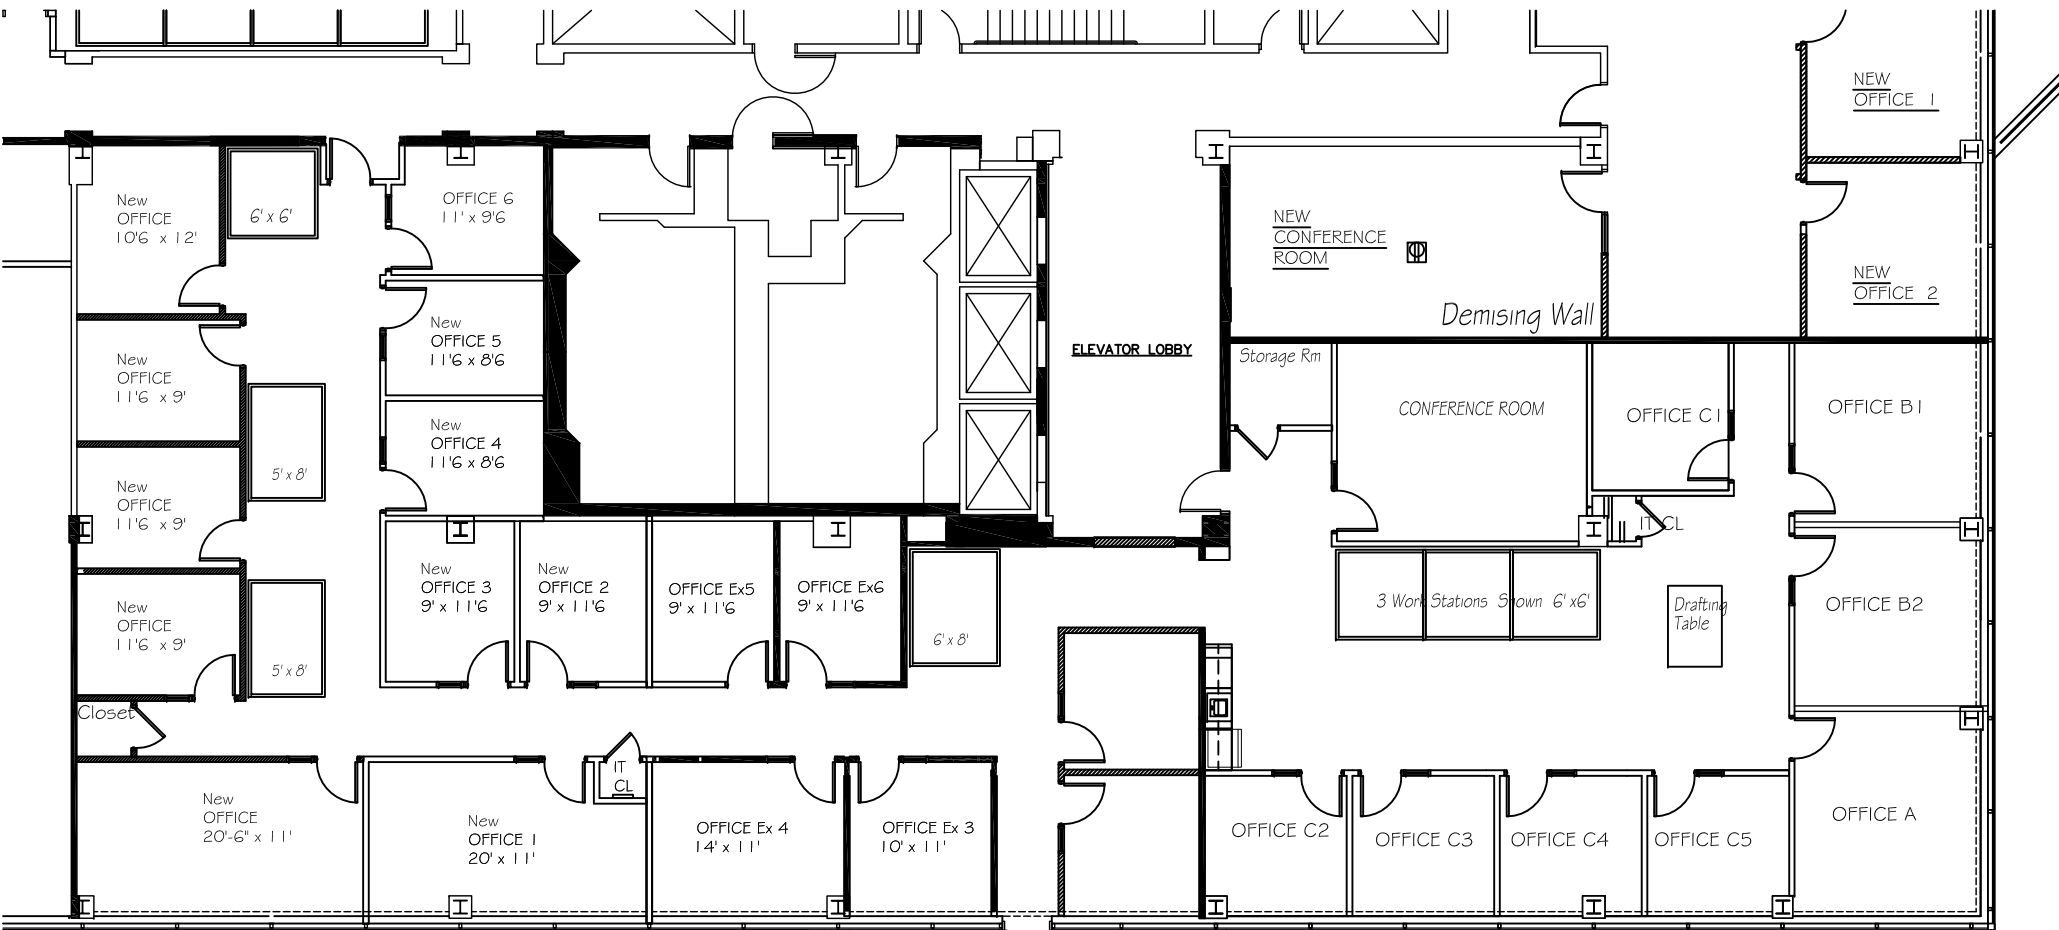 NEW
OFFICE 1
New
OFFICE
10'6 x 12'
6' x 6'
OFFICE 6
11' x 9'6
NEW
CONFERENCE
ROOM
NEW
OFFICE 2
Demising Wall
New
OFFICE 5
11'6 x 8'6
ELEVATOR LOBBY
Storage Rm
New
OFFICE
11'6 x 9'
CONFERENCE ROOM
OFFICE C1
OFFICE B1
New
OFFICE 4
11'6 x 8'6
5' x 8'
New
OFFICE
11'6 x 9'
IT CL
New
OFFICE 3
9' x 11'6
New
OFFICE 2
9' x 11'6
OFFICE Ex5
9' x 11'6
OFFICE Ex6
9' x 11'6
3 Work Stations Shown 6' x6'
Drafting
Table
OFFICE B2
New
OFFICE
11'6 x 9'
6' x 8'
5' x 8'
Closet
IT
CL
New
OFFICE
20'-6" x 11'
New
OFFICE 1
20' x 11'
OFFICE Ex 4
14' x 11'
OFFICE Ex 3
10' x 11'
OFFICE C2
OFFICE C3
OFFICE C4
OFFICE C5
OFFICE A